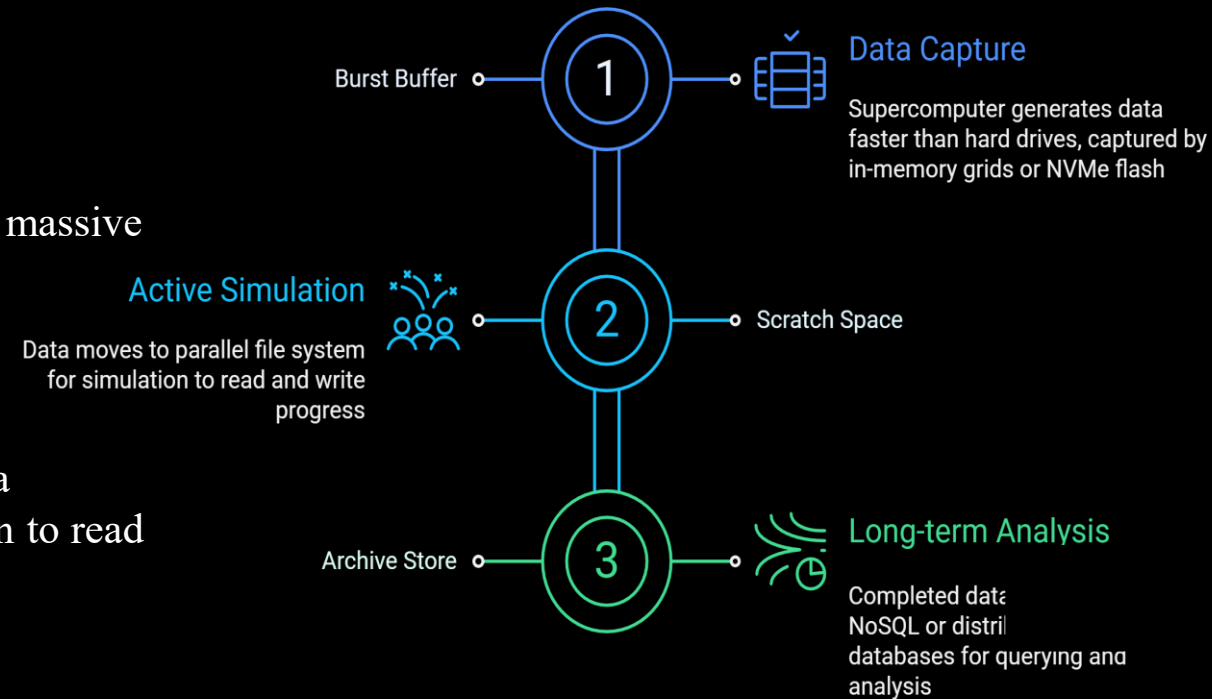 Burst Buffer
1
Data Capture
Supercomputer generates data
faster than hard drives, captured by
in-memory grids or NVMe flash
massive
Active Simulation
Data moves to parallel file system
for simulation to read and write
progress
2
Scratch Space
to read
Archive Store
3
Long-term Analysis
Completed
NoSQL or
databases for querying and
analysis